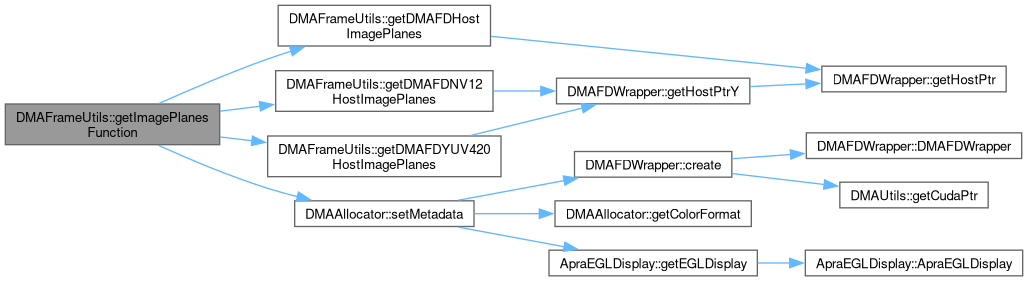 DMAFrameUtils::getImagePlanes
Function
DMAFrameUtils::getDMAFDHost
ImagePlanes
DMAFrameUtils::getDMAFDNV12
HostImagePlanes
DMAFrameUtils::getDMAFDYUV420
HostImagePlanes
DMAAllocator::setMetadata
DMAFDWrapper::getHostPtrY
DMAFDWrapper::create
DMAAllocator::getColorFormat
ApraEGLDisplay::getEGLDisplay
DMAFDWrapper::getHostPtr
DMAFDWrapper::DMAFDWrapper
DMAUtils::getCudaPtr
ApraEGLDisplay::ApraEGLDisplay